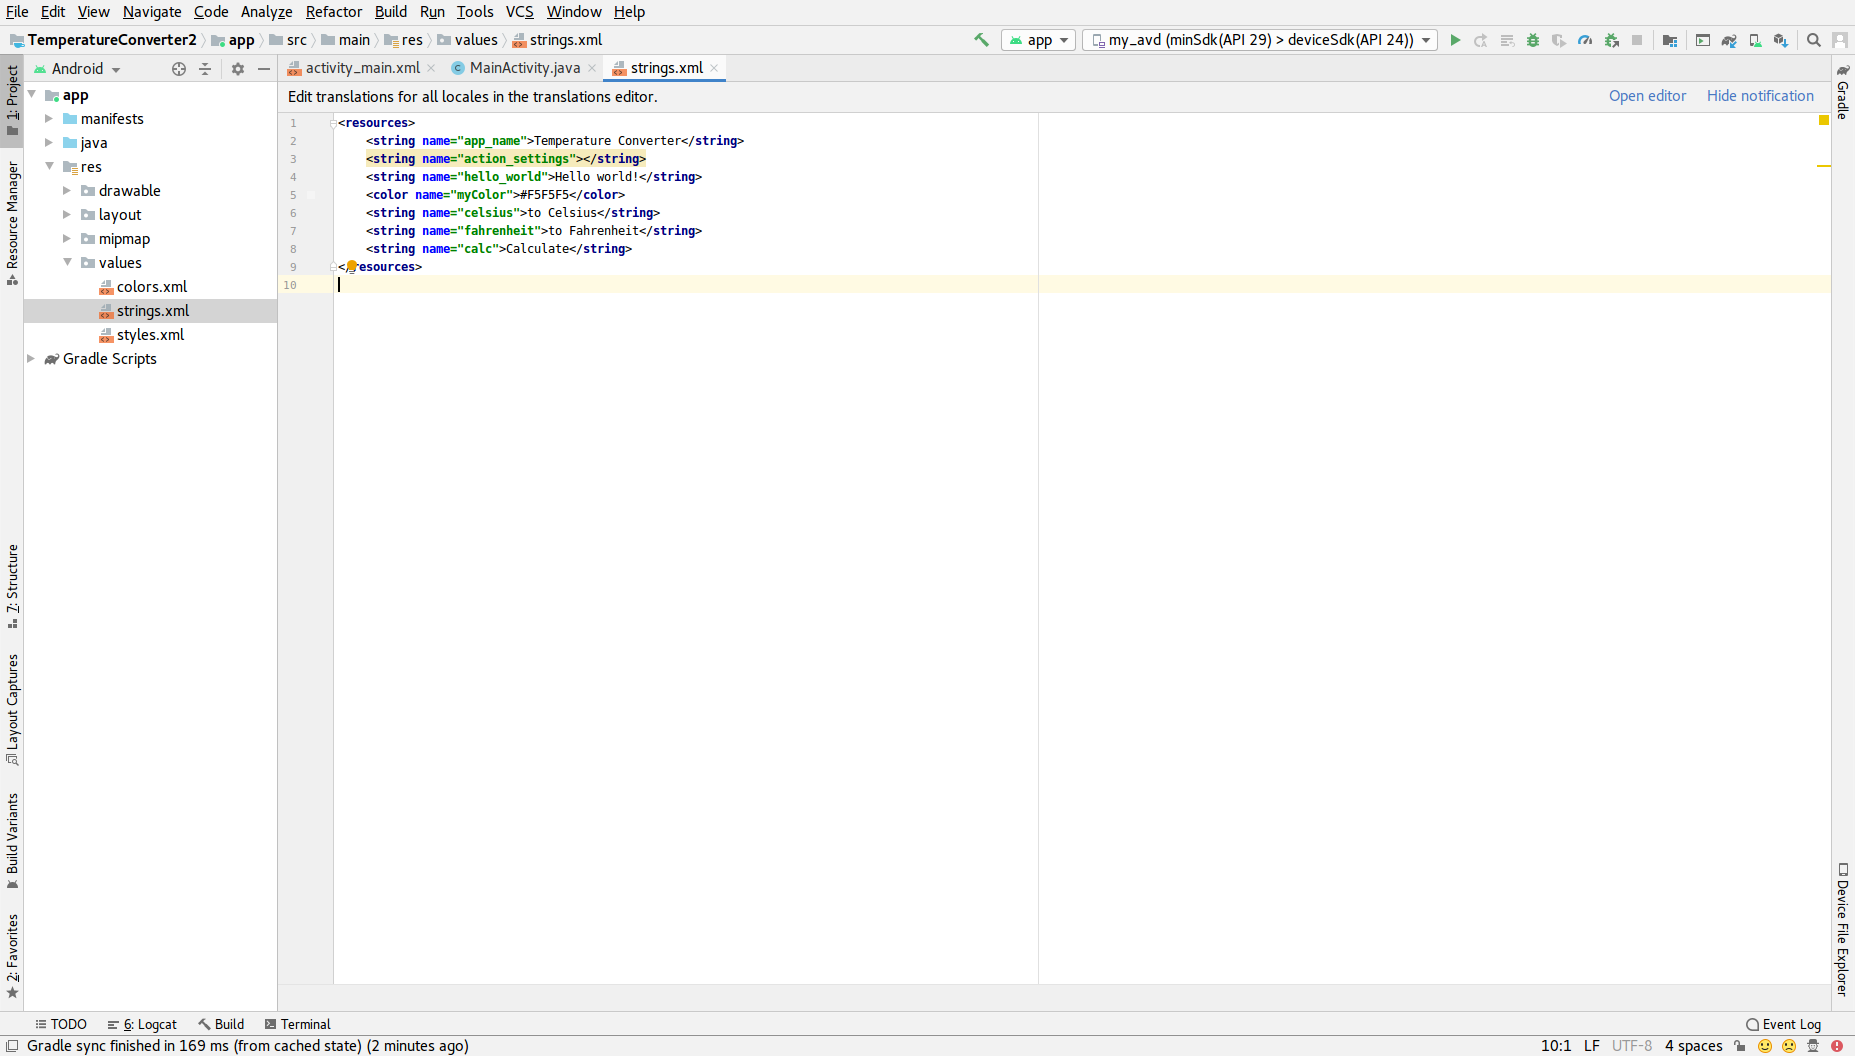 File Edit View Navigate Code Analyze Refactor Build Run Tools VCS Window Help
TemperatureConverter2 app src main res values strings.xml app my_avd (minSdk(API 29) > deviceSdk(API 24))
Android activity_main.xml MainActivity.java strings.xml
Edit translations for all locales in the translations editor. Open editor Hide notification
app
manifests
java
res
drawable
layout
mipmap
values
colors.xml
strings.xml
styles.xml
Gradle Scripts
1 <resources>
2 <string name="app_name">Temperature Converter</string>
3 <string name="action_settings"></string>
4 <string name="hello_world">Hello world!</string>
5 <color name="myColor">#F5F5F5</color>
6 <string name="celsius">to Celsius</string>
7 <string name="fahrenheit">to Fahrenheit</string>
8 <string name="calc">Calculate</string>
9 </resources>
10
1: Project
Resource Manager
7: Structure
Layout Captures
Build Variants
2: Favorites
Gradle
Device File Explorer
TODO 6: Logcat Build Terminal Event Log
Gradle sync finished in 169 ms (from cached state) (2 minutes ago) 10:1 LF UTF-8 4 spaces